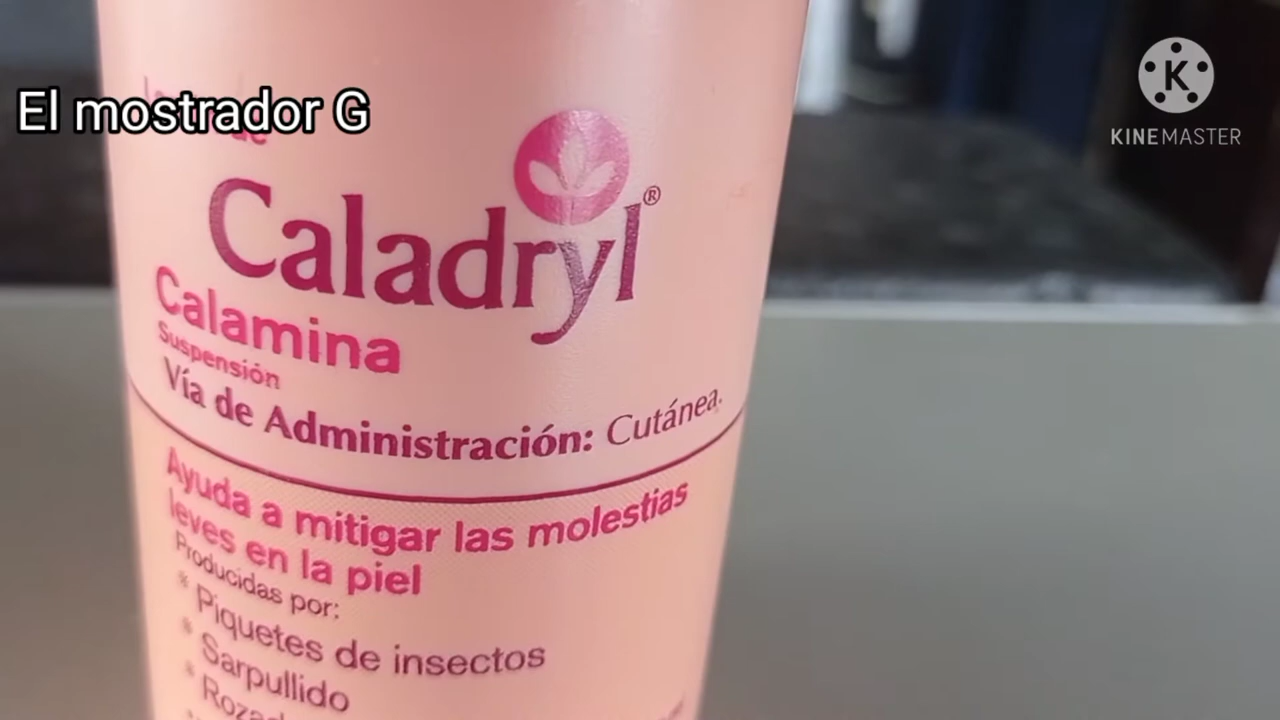 El mostrador G
KINEMASTER
Caladryl®
Calamina
Suspensión
Vía de Administración: Cutánea.
Ayuda a mitigar las molestias
leves en la piel
Producidas por:
* Piquetes de insectos
* Sarpullido